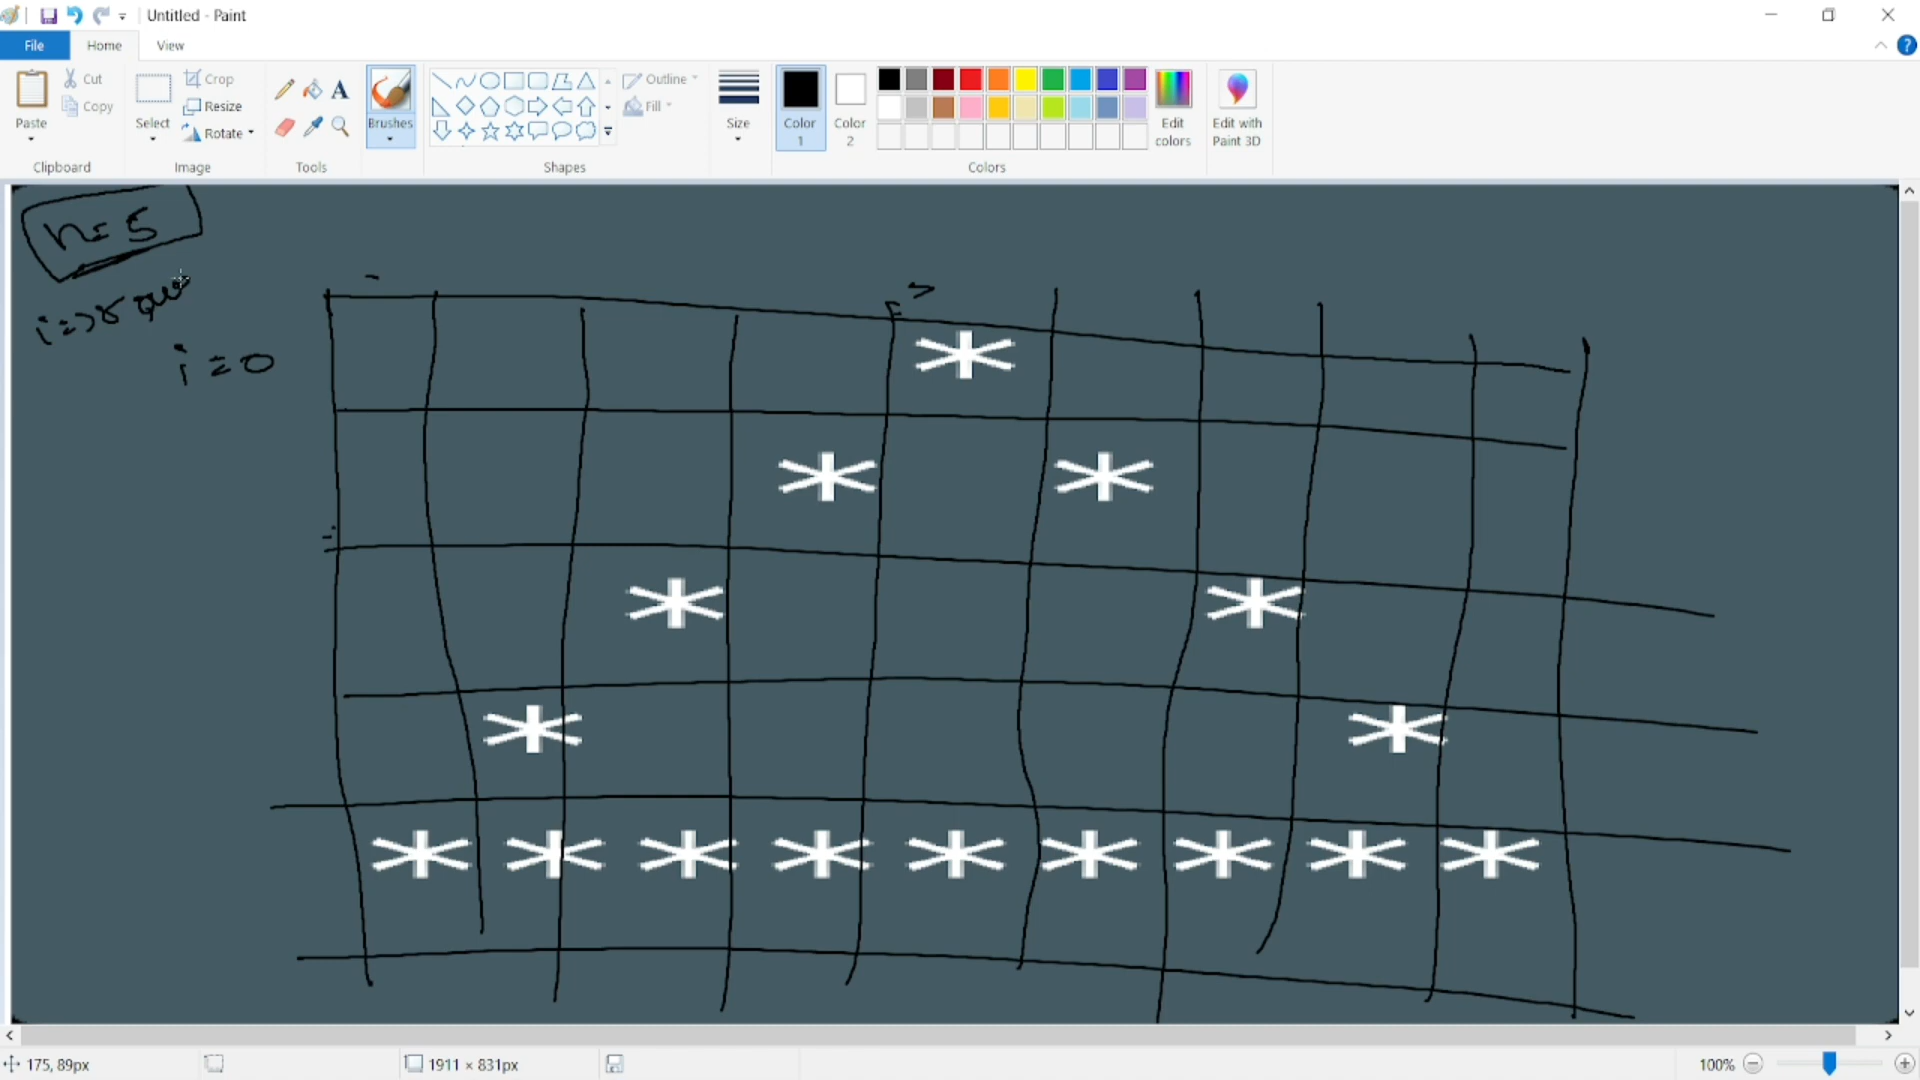 Untitled - Paint
File Home View
Paste
Cut
Copy
Clipboard
Select
Crop
Resize
Rotate
Image
A
Tools
Brushes
Outline
Fill
Shapes
Size
Color 1
Color 2
Edit colors
Colors
Edit with Paint 3D
n=5
i=>row
i=0
*
* *
* *
* *
* * * * * * * * *
175, 89px
1911 × 831px
100%